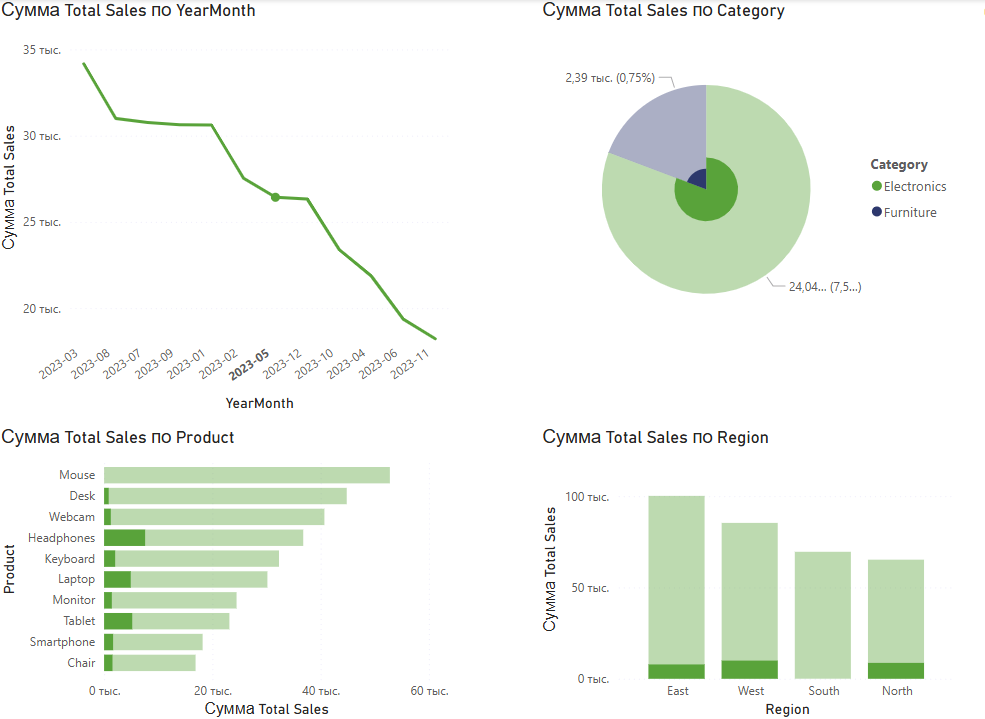 Сумма Total Sales по YearMonth
35 тыс.
30 тыс.
25 тыс.
20 тыс.
Сумма Total Sales
2023-03
2023-08
2023-07
2023-09
2023-01
2023-02
2023-05
2023-12
2023-10
2023-04
2023-06
2023-11
YearMonth
Сумма Total Sales по Category
2,39 тыс. (0,75%)
24,04... (7,5...)
Category
Electronics
Furniture
Сумма Total Sales по Product
Product
Mouse
Desk
Webcam
Headphones
Keyboard
Laptop
Monitor
Tablet
Smartphone
Chair
0 тыс.
20 тыс.
40 тыс.
60 тыс.
Сумма Total Sales
Сумма Total Sales по Region
Сумма Total Sales
100 тыс.
50 тыс.
0 тыс.
East
West
South
North
Region